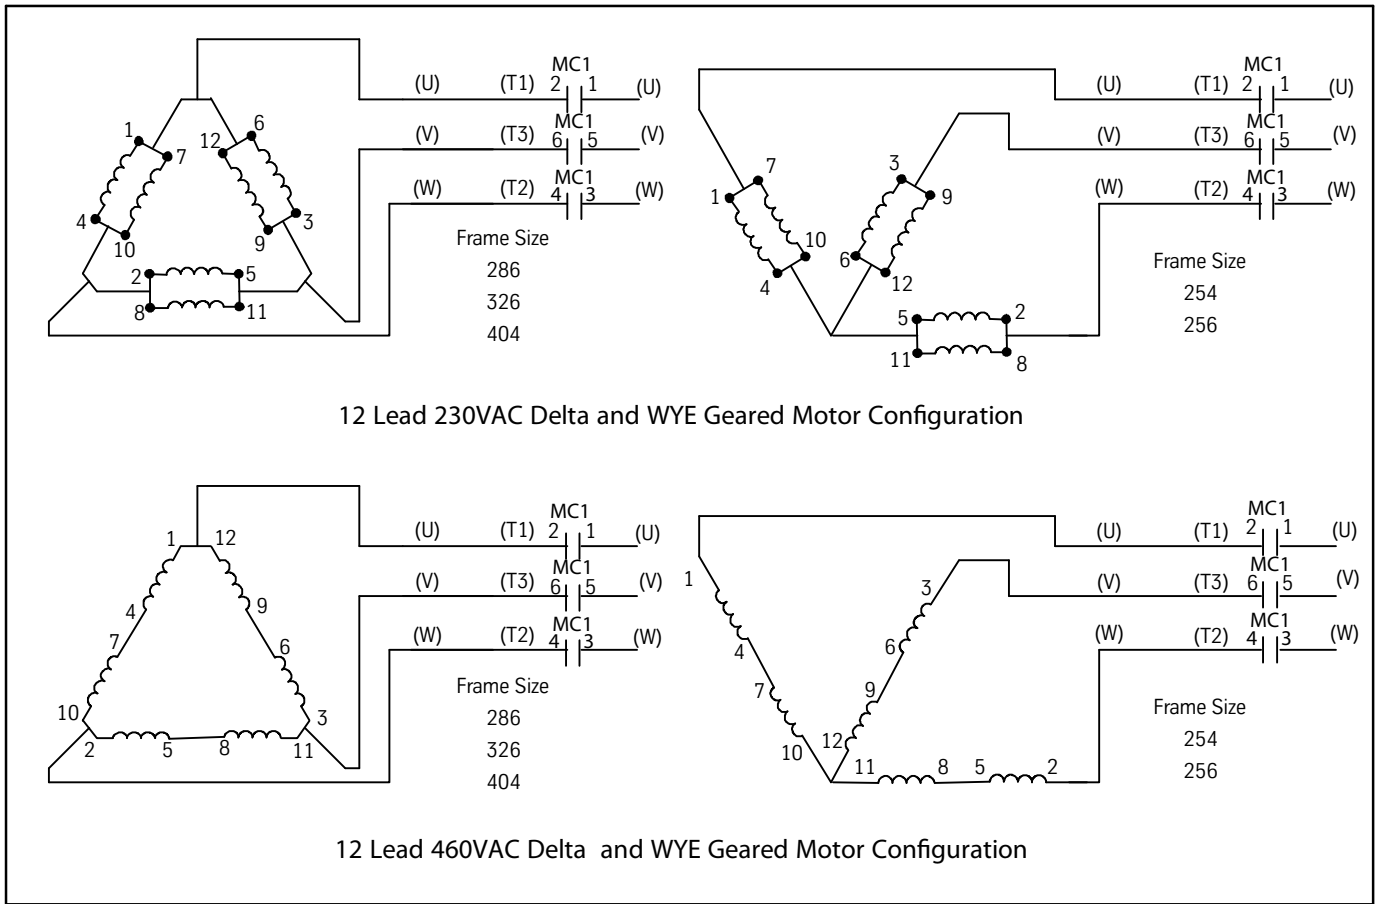 MC1
(U) (T1) 2 1 (U)
MC1
(V) (T3) 6 5 (V)
MC1
(W) (T2) 4 3 (W)
1
7
4
10
12
6
9
3
2 5
8 11
Frame Size
286
326
404
MC1
(U) (T1) 2 1 (U)
MC1
(V) (T3) 6 5 (V)
MC1
(W) (T2) 4 3 (W)
7
1
10
4
3
9
6
12
5 2
11 8
Frame Size
254
256
12 Lead 230VAC Delta and WYE Geared Motor Configuration
MC1
(U) (T1) 2 1 (U)
MC1
(V) (T3) 6 5 (V)
MC1
(W) (T2) 4 3 (W)
1 12
4 9
7 6
10 3
2 5 8 11
Frame Size
286
326
404
MC1
(U) (T1) 2 1 (U)
MC1
(V) (T3) 6 5 (V)
MC1
(W) (T2) 4 3 (W)
1
4
7
10
3
6
9
12
11 8 5 2
Frame Size
254
256
12 Lead 460VAC Delta and WYE Geared Motor Configuration